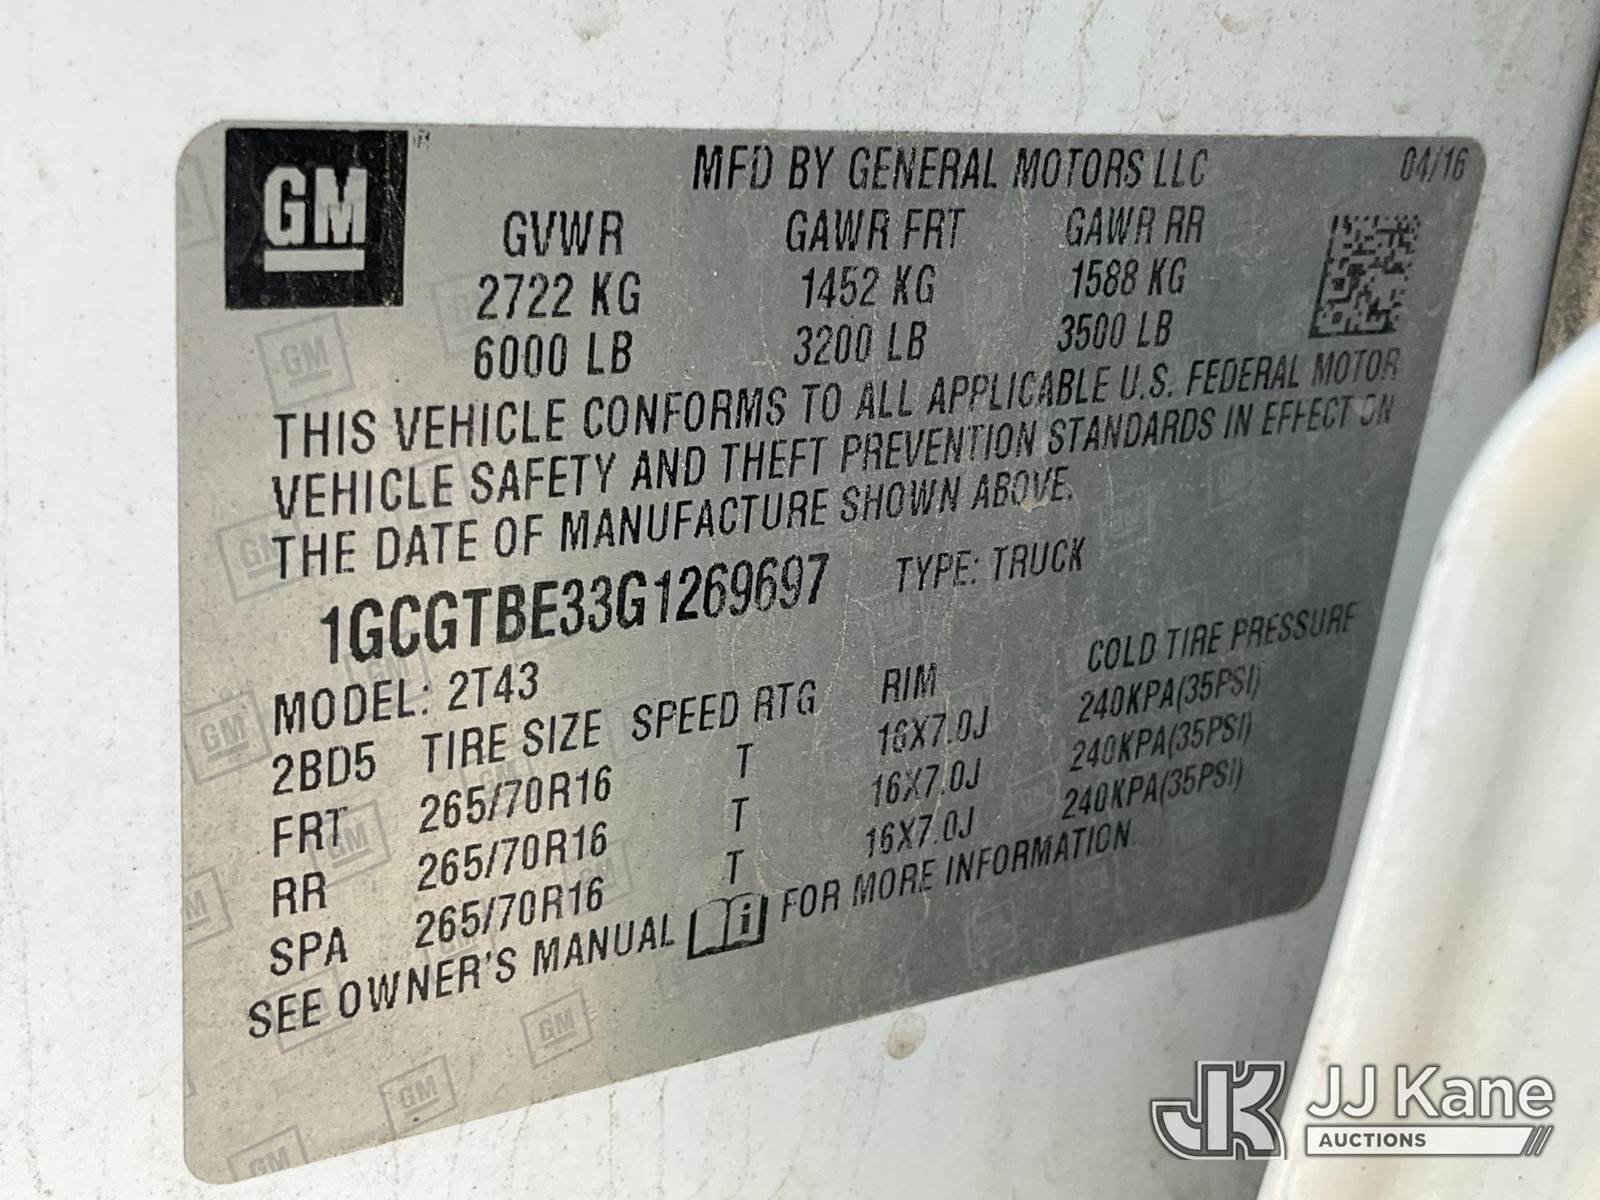 GM
MFD BY GENERAL MOTORS LLC 04/16
GVWR GAWR FRT GAWR RR
2722 KG 1452 KG 1588 KG
6000 LB 3200 LB 3500 LB
THIS VEHICLE CONFORMS TO ALL APPLICABLE U.S. FEDERAL MOTOR
VEHICLE SAFETY AND THEFT PREVENTION STANDARDS IN EFFECT ON
THE DATE OF MANUFACTURE SHOWN ABOVE.
1GCGTBE33G1269697 TYPE: TRUCK
MODEL: 2T43
2BD5 TIRE SIZE SPEED RTG RIM COLD TIRE PRESSURE
FRT 265/70R16 T 16X7.0J 240KPA(35PSI)
RR 265/70R16 T 16X7.0J 240KPA(35PSI)
SPA 265/70R16 T 16X7.0J 240KPA(35PSI)
SEE OWNER'S MANUAL FOR MORE INFORMATION.
JJ Kane
AUCTIONS